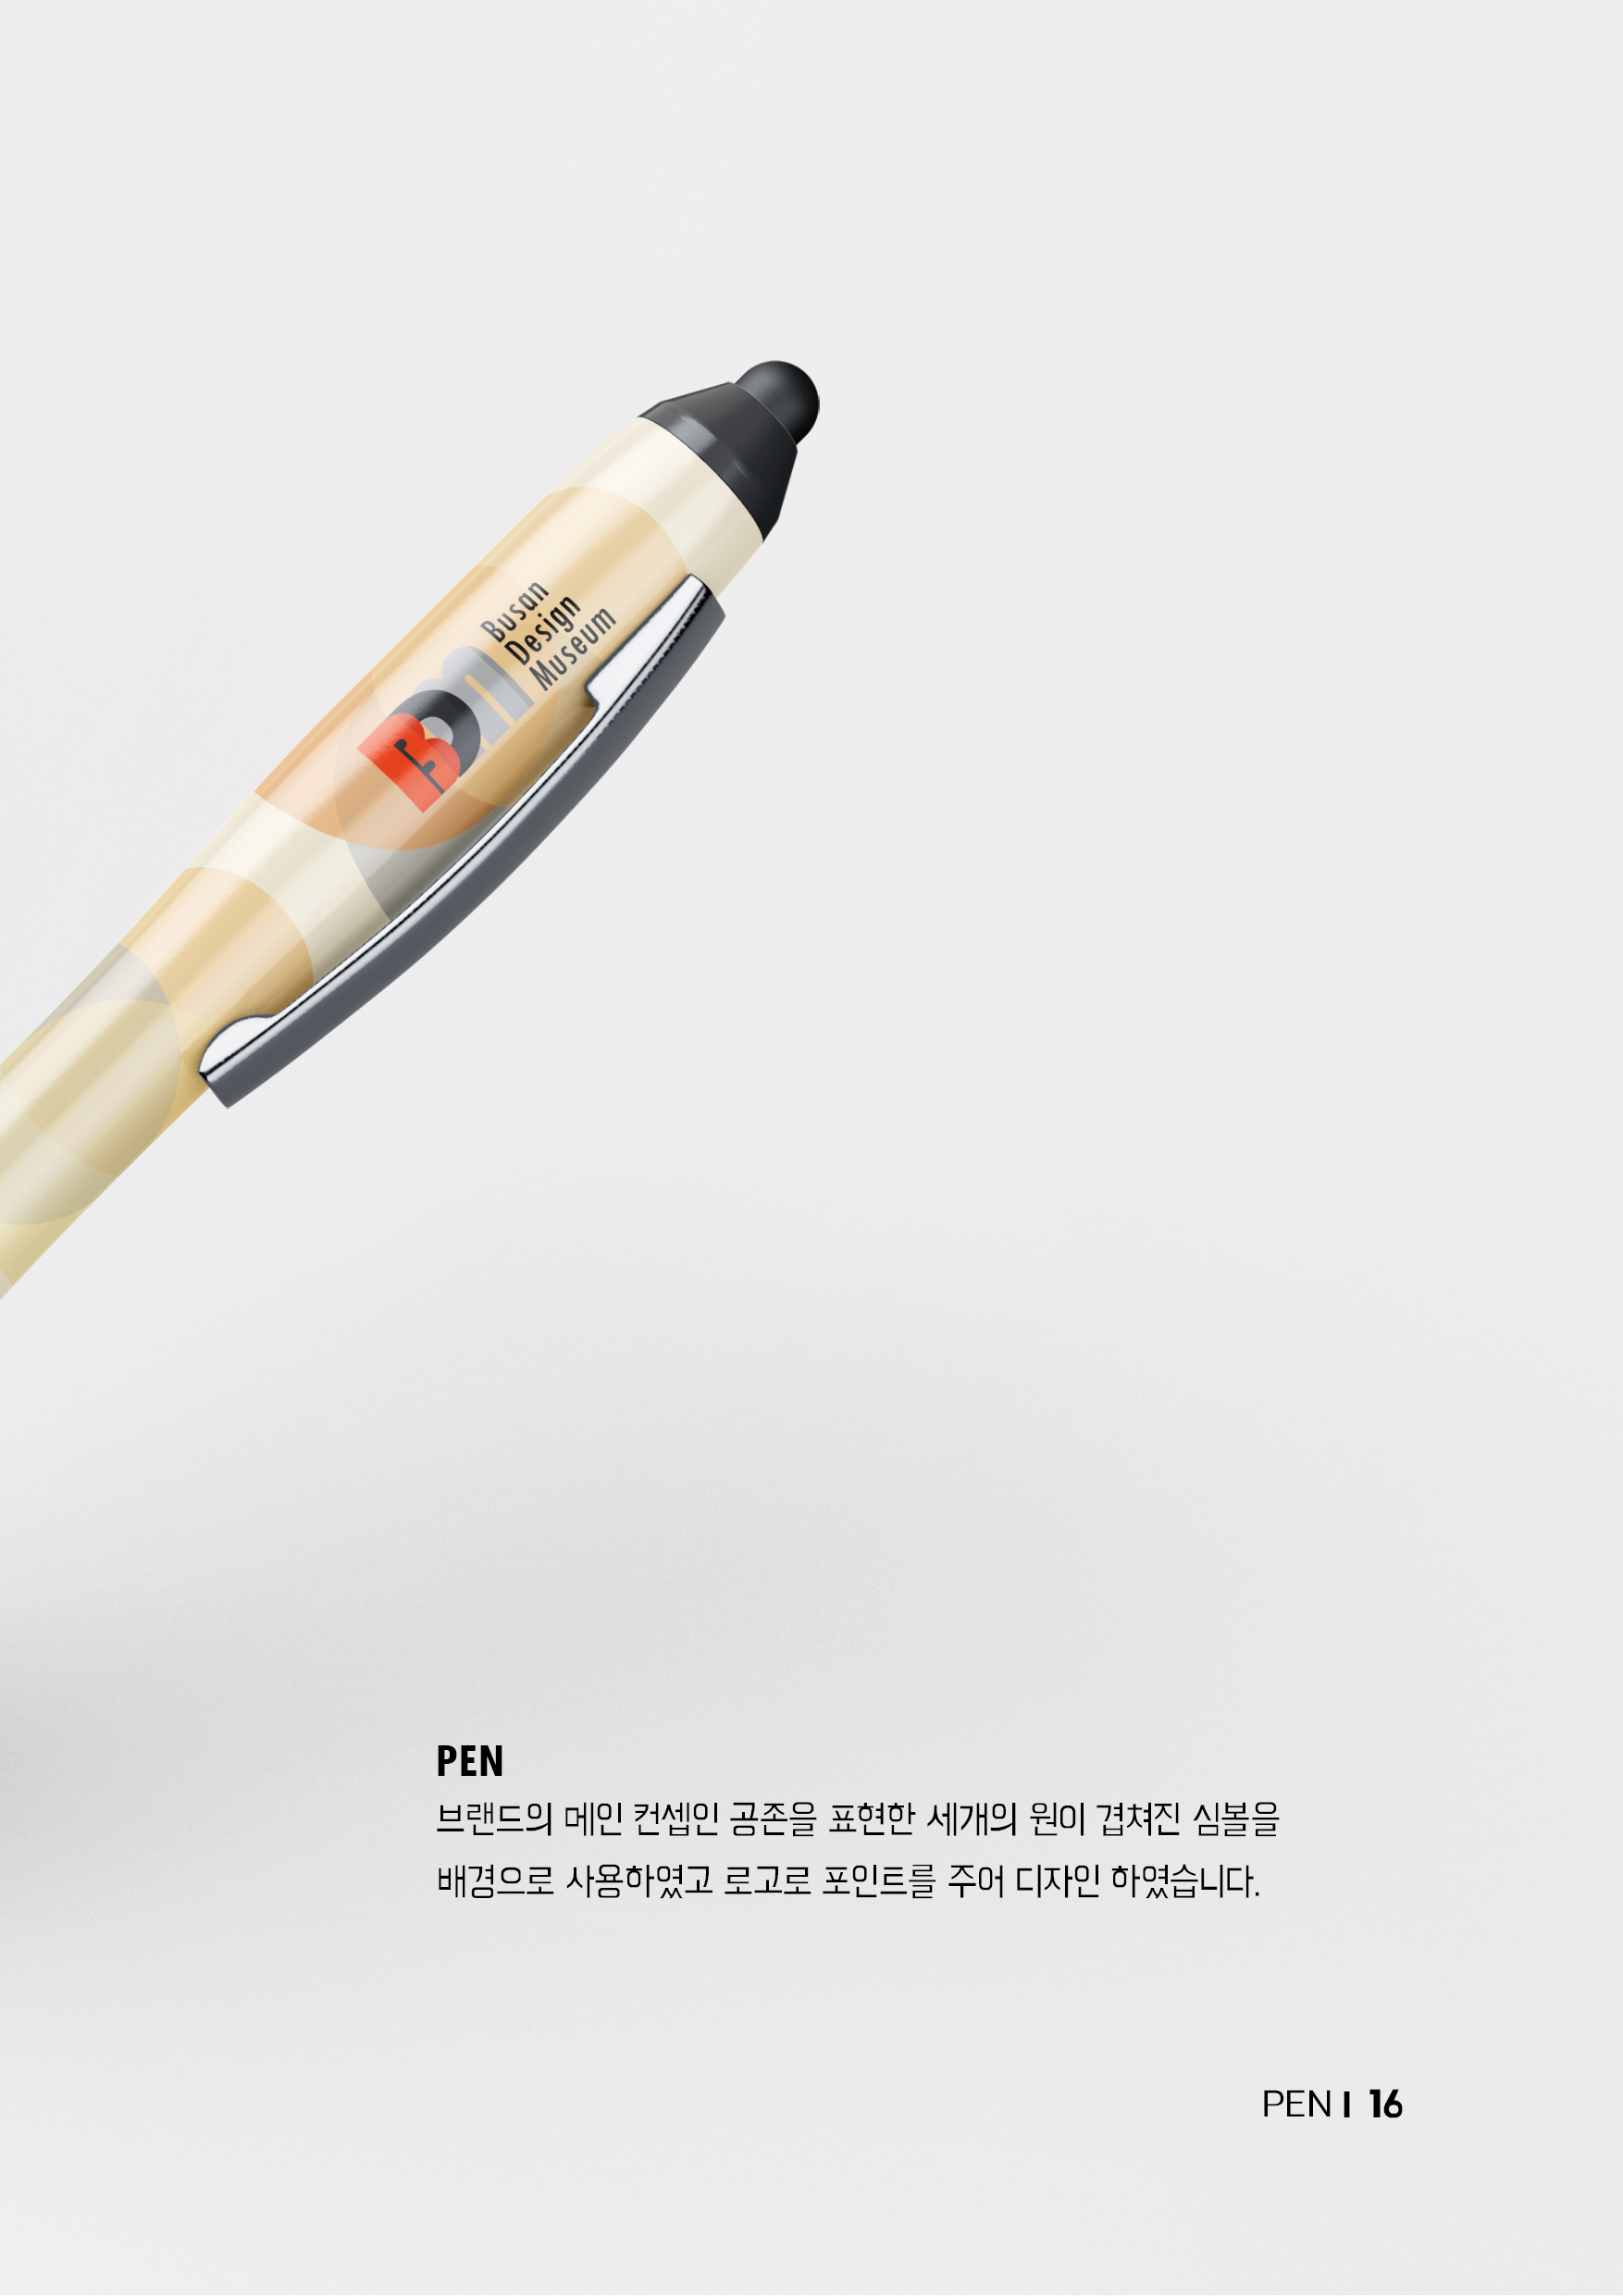 Busan
Design
Museum
PEN
브랜드의 메인 컨셉인 공존을 표현한 세개의 원이 겹쳐진 심볼을
배경으로 사용하였고 로고로 포인트를 주어 디자인 하였습니다.
PEN | 16